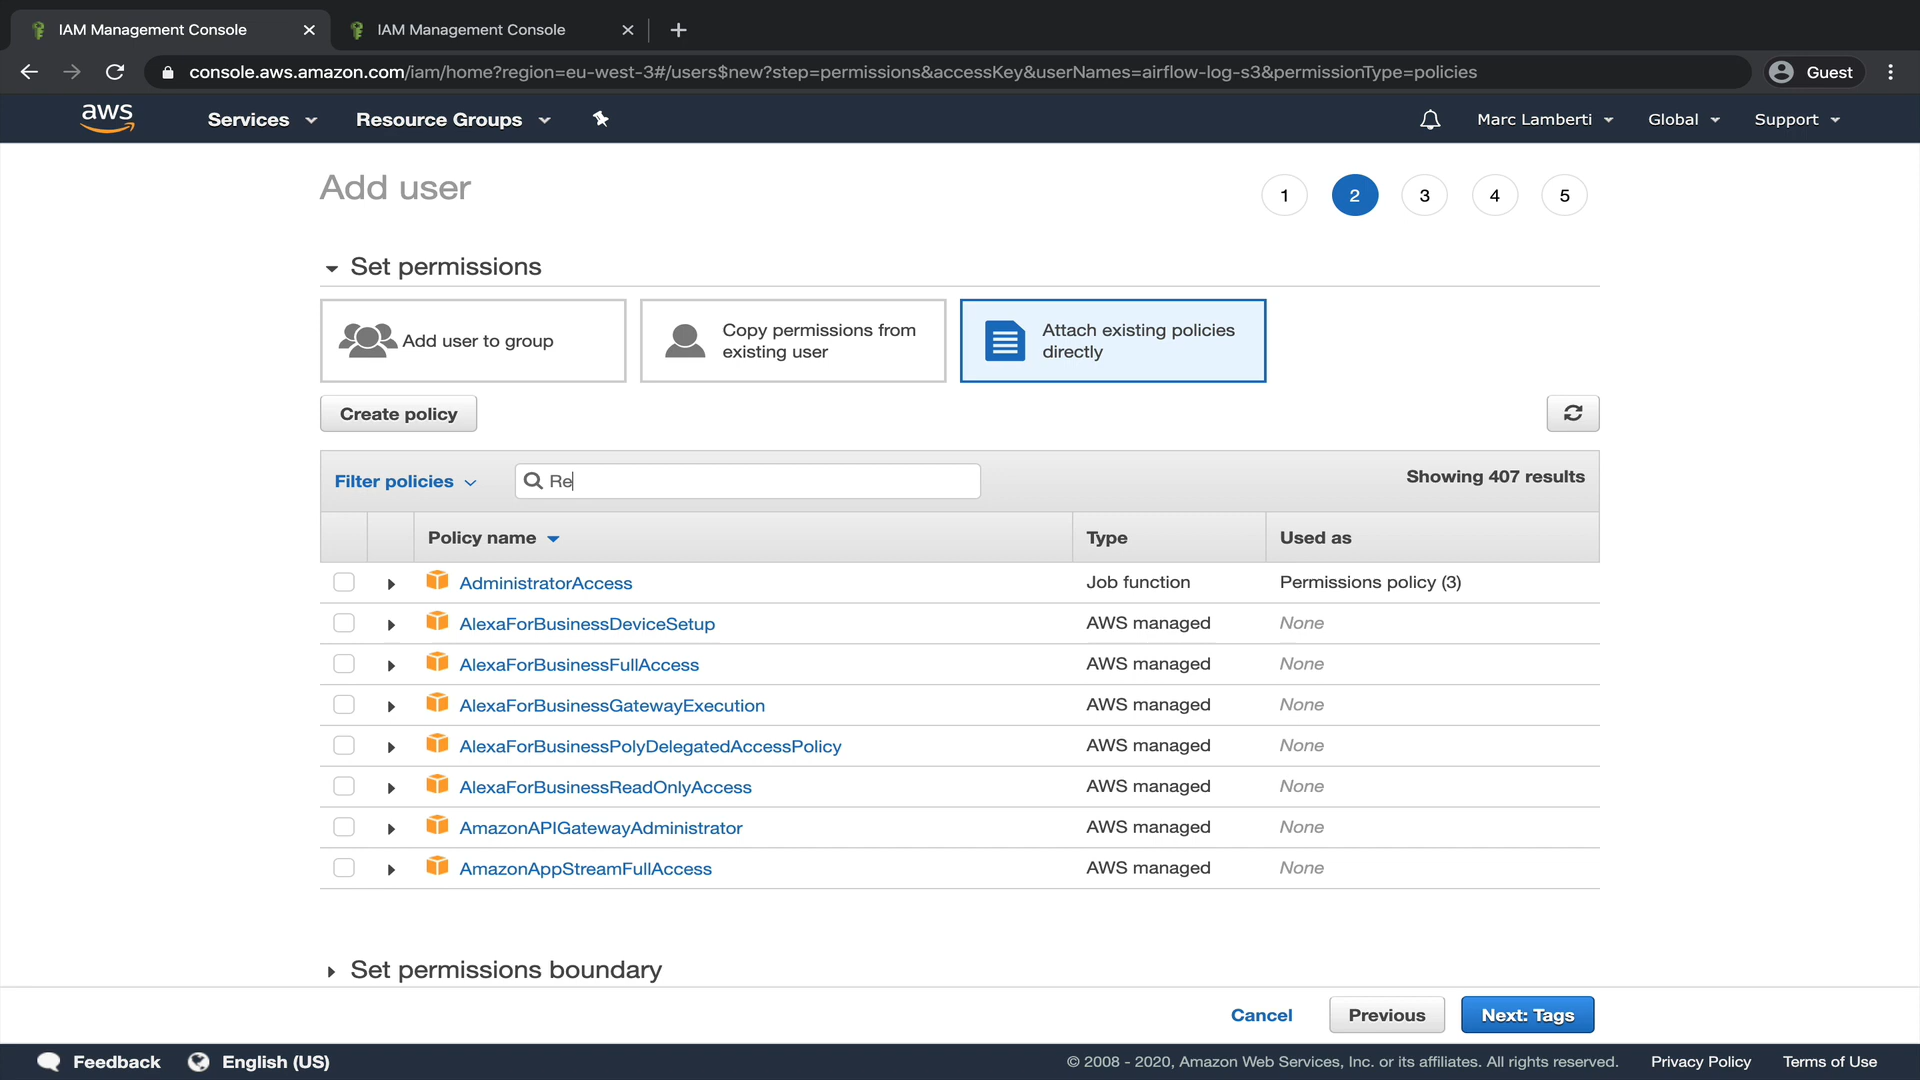 IAM Management Console
IAM Management Console
console.aws.amazon.com/iam/home?region=eu-west-3#/users$new?step=permissions&accessKey&userNames=airflow-log-s3&permissionType=policies
Guest
aws
Services
Resource Groups
Marc Lamberti
Global
Support
Add user
1
2
3
4
5
Set permissions
Add user to group
Copy permissions from
existing user
Attach existing policies
directly
Create policy
Filter policies
Re
Showing 407 results
Policy name Type Used as
AdministratorAccess Job function Permissions policy (3)
AlexaForBusinessDeviceSetup AWS managed None
AlexaForBusinessFullAccess AWS managed None
AlexaForBusinessGatewayExecution AWS managed None
AlexaForBusinessPolyDelegatedAccessPolicy AWS managed None
AlexaForBusinessReadOnlyAccess AWS managed None
AmazonAPIGatewayAdministrator AWS managed None
AmazonAppStreamFullAccess AWS managed None
Set permissions boundary
Cancel
Previous
Next: Tags
Feedback
English (US)
© 2008 - 2020, Amazon Web Services, Inc. or its affiliates. All rights reserved.
Privacy Policy
Terms of Use